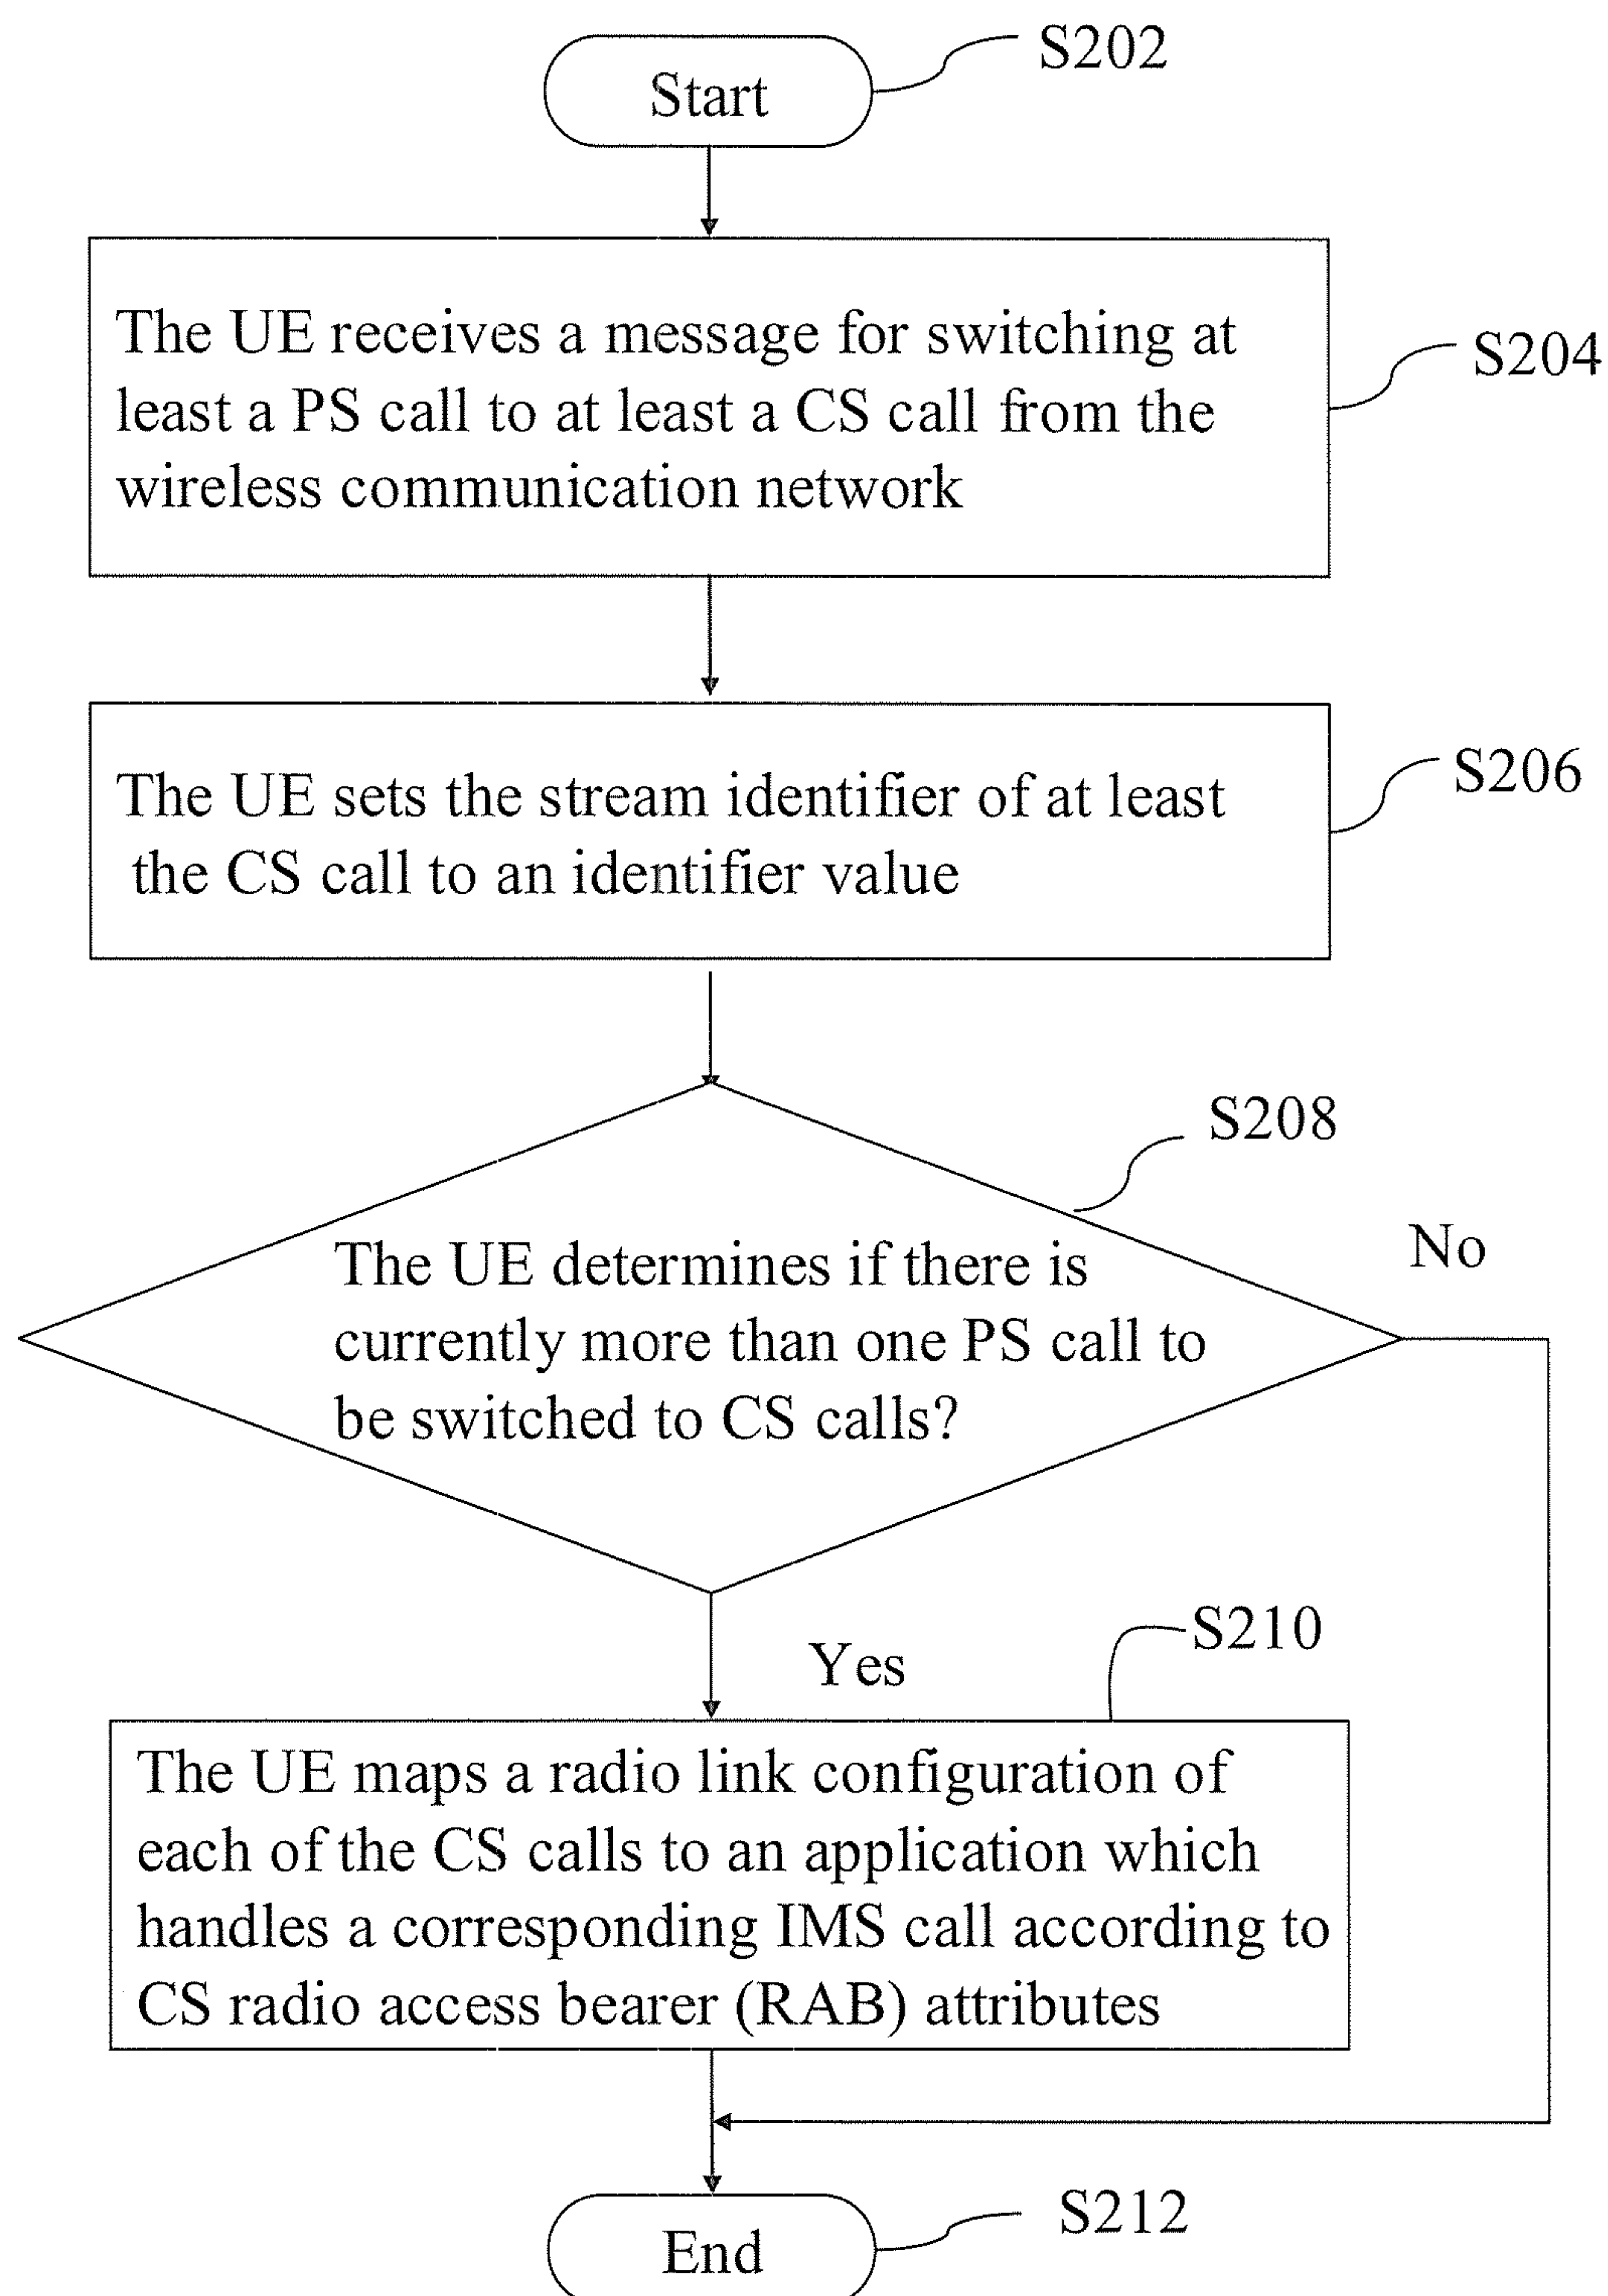 Start
S202
The UE receives a message for switching at
least a PS call to at least a CS call from the
wireless communication network
S204
The UE sets the stream identifier of at least
the CS call to an identifier value
S206
S208
The UE determines if there is
currently more than one PS call to
be switched to CS calls?
No
Yes
S210
The UE maps a radio link configuration of
each of the CS calls to an application which
handles a corresponding IMS call according to
CS radio access bearer (RAB) attributes
End
S212